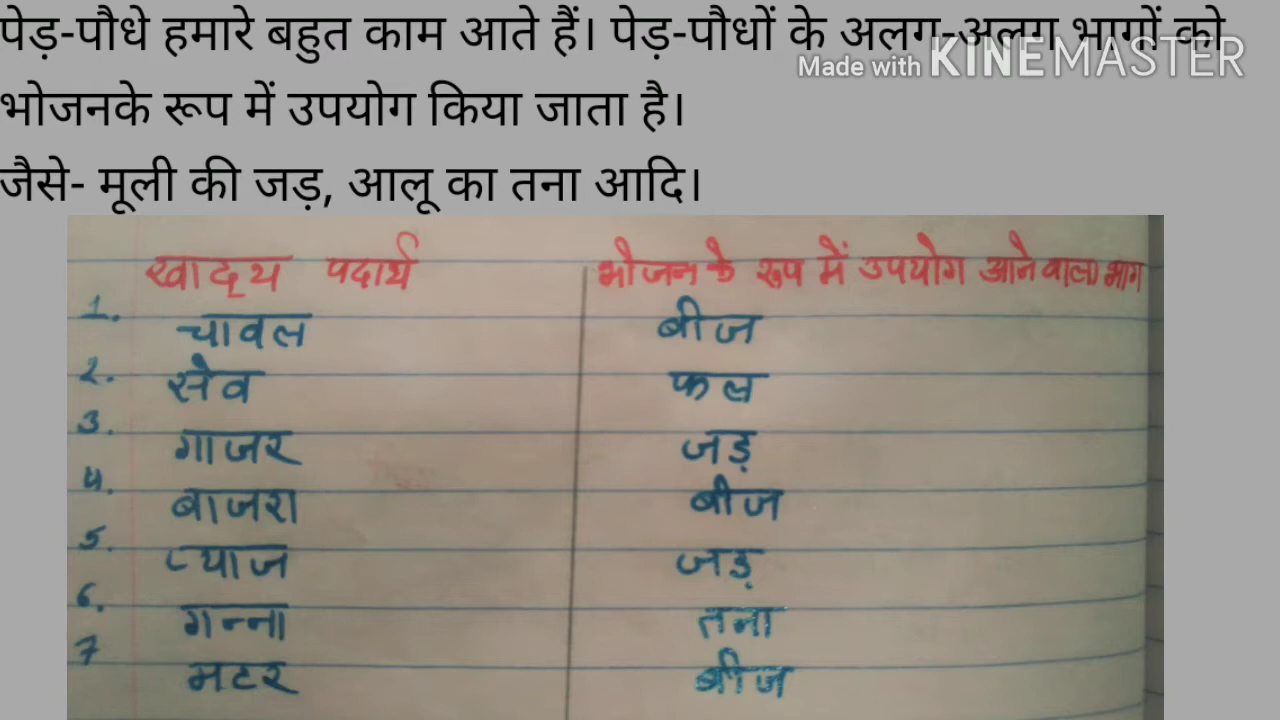 पेड़-पौधे हमारे बहुत काम आते हैं। पेड़-पौधों के अलग-अलग भागों को
Made with KINEMASTER
भोजनके रूप में उपयोग किया जाता है।
जैसे- मूली की जड़, आलू का तना आदि।
खाद्य पदार्थ भोजन के रूप में उपयोग आने वाला भाग
1. चावल बीज
2. सेव फल
3. गाजर जड़
4. बाजरा बीज
5. प्याज जड़
6. गन्ना तना
7 मटर बीज